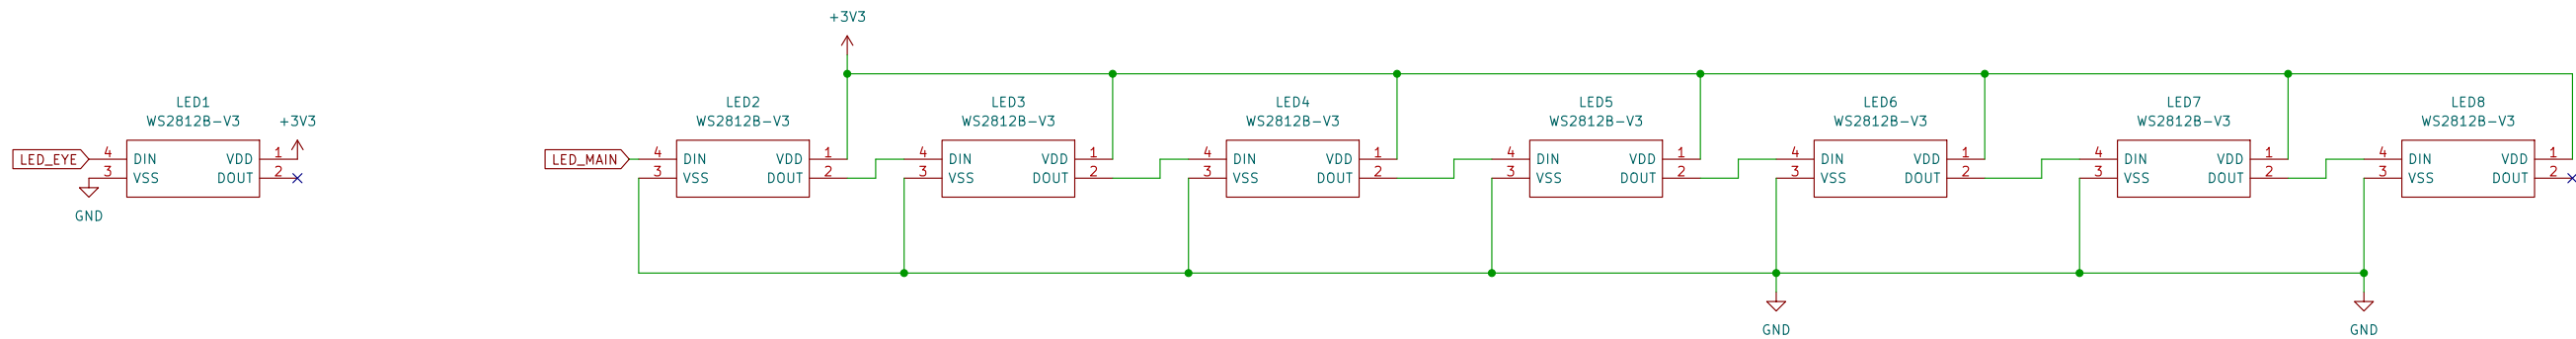 +3V3
LED1
WS2812B-V3
+3V3
LED_EYE
4 DIN VDD 1
3 VSS DOUT 2
GND
LED2
WS2812B-V3
LED_MAIN
4 DIN VDD 1
3 VSS DOUT 2
LED3
WS2812B-V3
4 DIN VDD 1
3 VSS DOUT 2
LED4
WS2812B-V3
4 DIN VDD 1
3 VSS DOUT 2
LED5
WS2812B-V3
4 DIN VDD 1
3 VSS DOUT 2
LED6
WS2812B-V3
4 DIN VDD 1
3 VSS DOUT 2
LED7
WS2812B-V3
4 DIN VDD 1
3 VSS DOUT 2
LED8
WS2812B-V3
4 DIN VDD 1
3 VSS DOUT 2
GND
GND